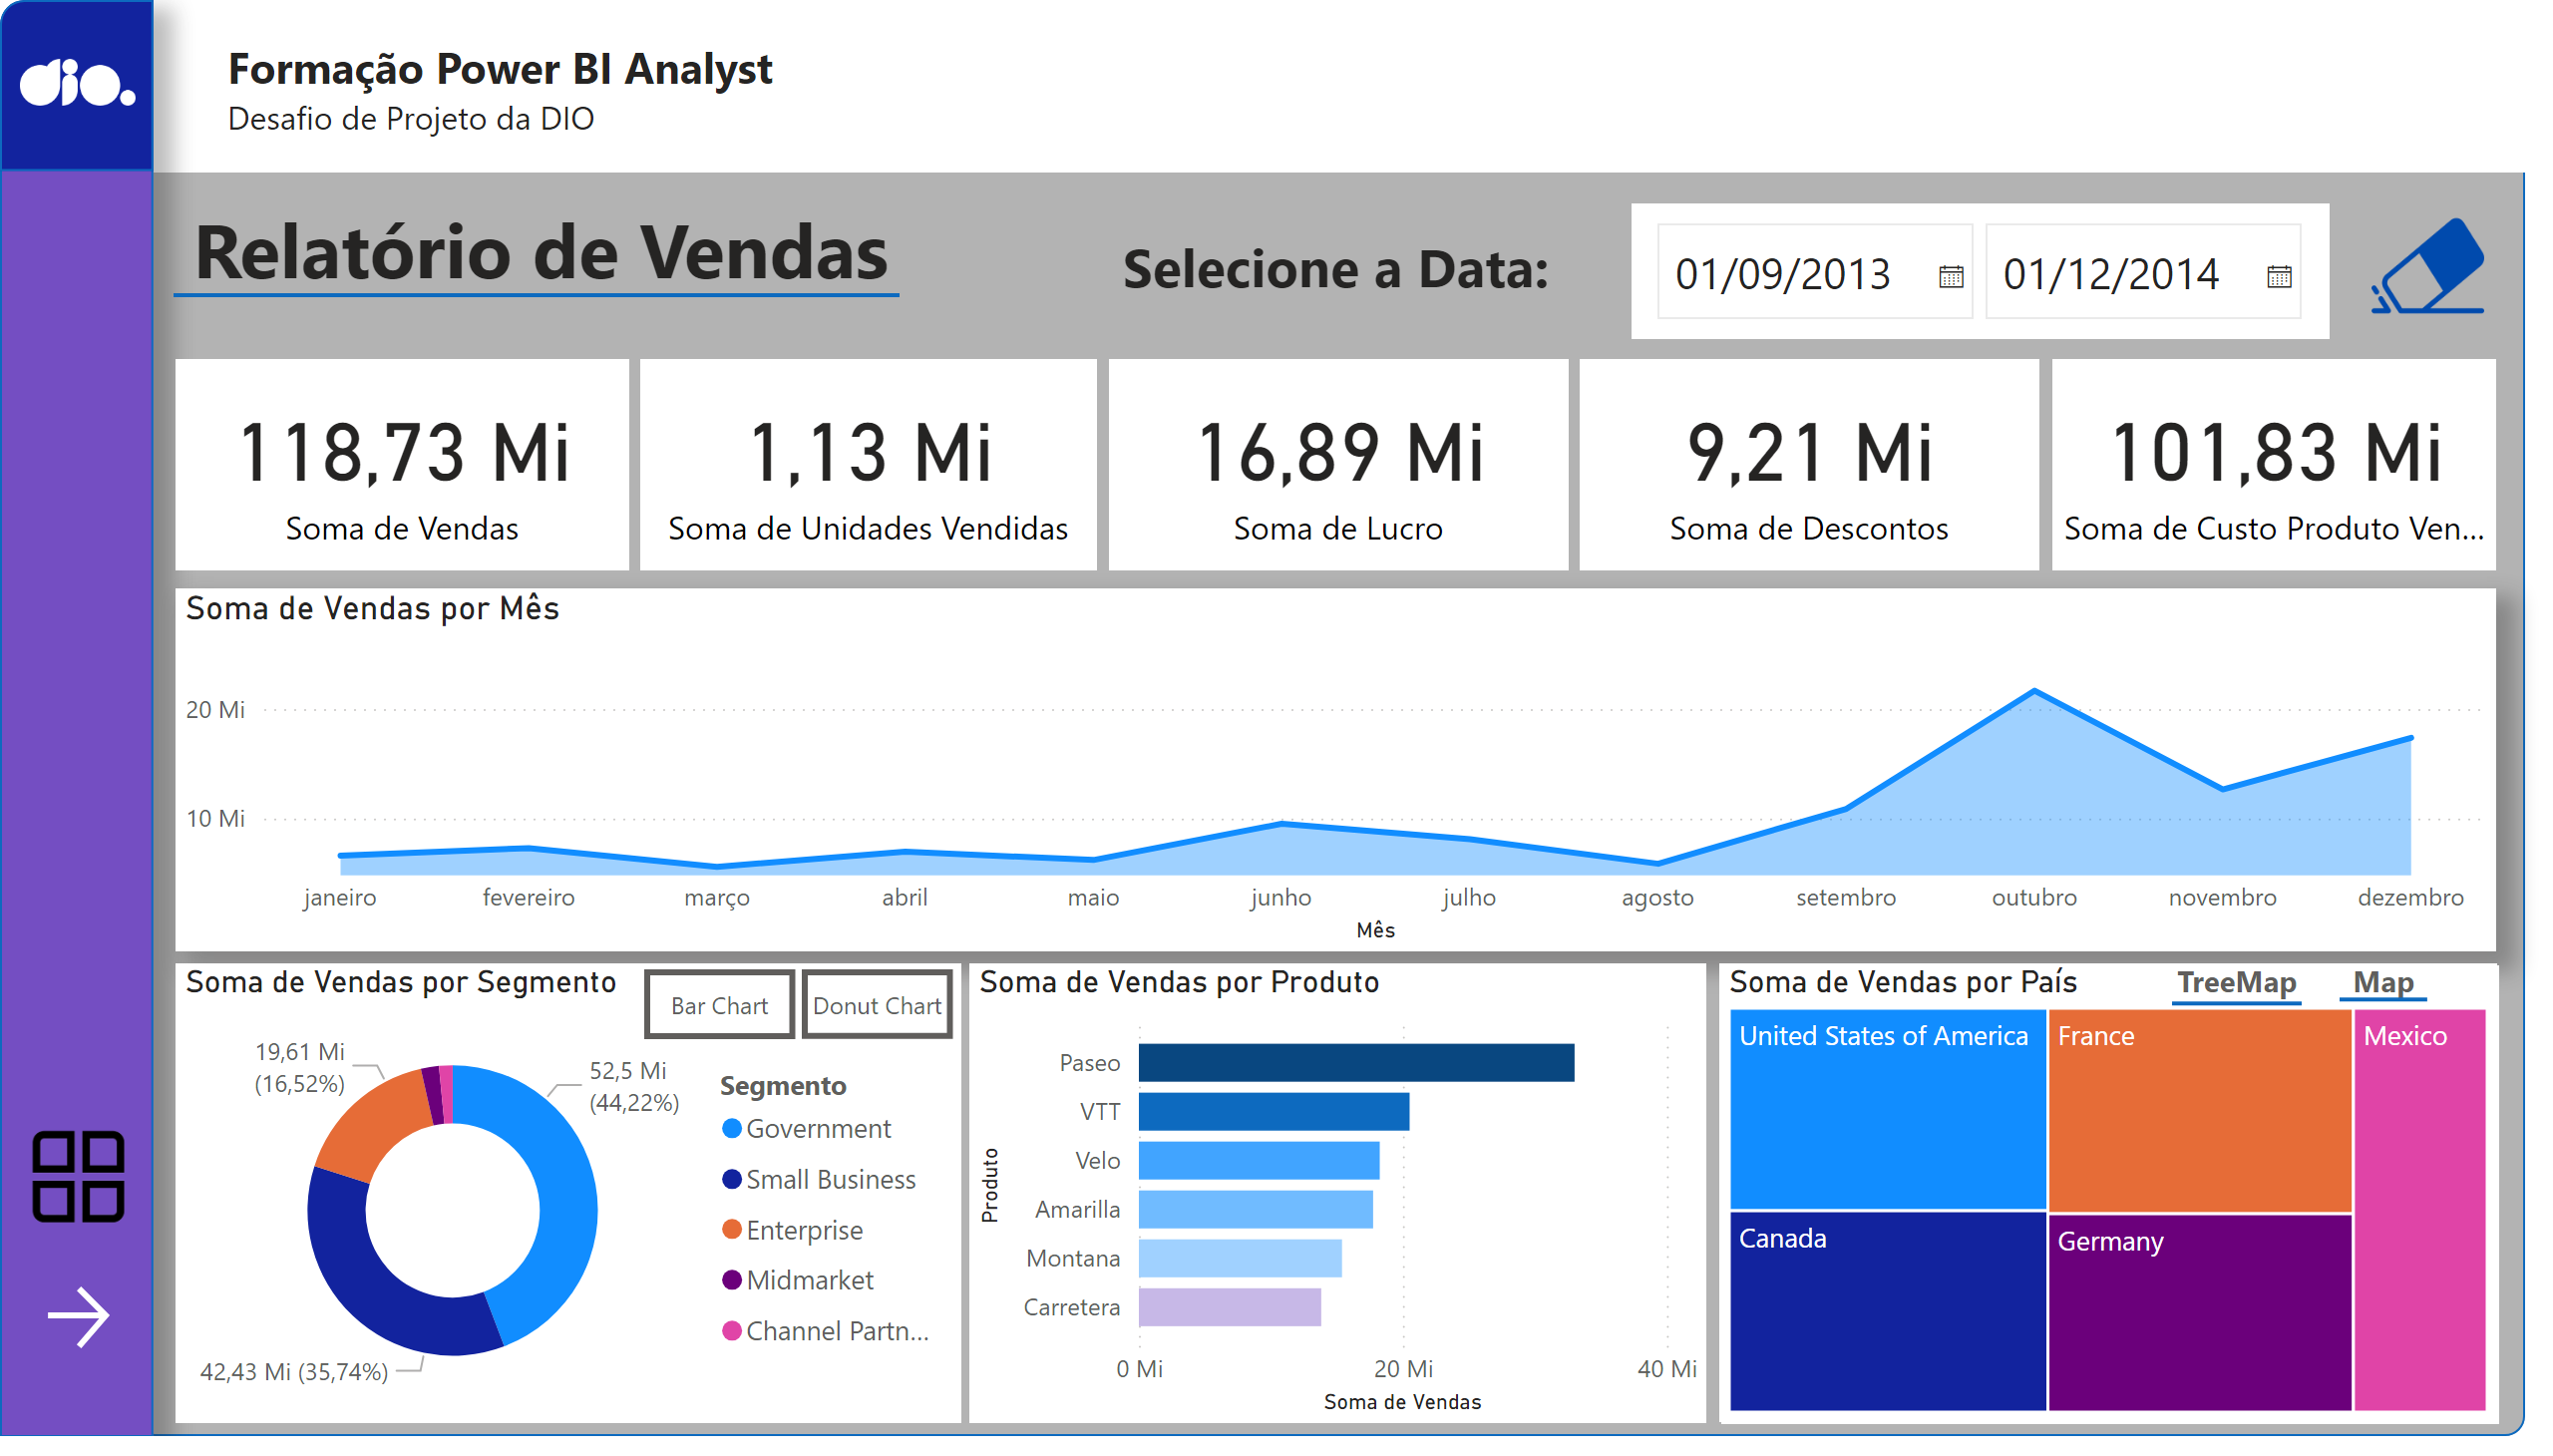 dio.
Formação Power BI Analyst
Desafio de Projeto da DIO
Relatório de Vendas
Selecione a Data:
01/09/2013
01/12/2014
118,73 Mi
Soma de Vendas
1,13 Mi
Soma de Unidades Vendidas
16,89 Mi
Soma de Lucro
9,21 Mi
Soma de Descontos
101,83 Mi
Soma de Custo Produto Ven...
Soma de Vendas por Mês
20 Mi
10 Mi
janeiro fevereiro março abril maio junho julho agosto setembro outubro novembro dezembro
Mês
Soma de Vendas por Segmento
Bar Chart
Donut Chart
19,61 Mi
(16,52%)
52,5 Mi
(44,22%)
42,43 Mi (35,74%)
Segmento
Government
Small Business
Enterprise
Midmarket
Channel Partn...
Soma de Vendas por Produto
Produto
Paseo
VTT
Velo
Amarilla
Montana
Carretera
0 Mi 20 Mi 40 Mi
Soma de Vendas
Soma de Vendas por País
TreeMap
Map
United States of America
France
Mexico
Canada
Germany